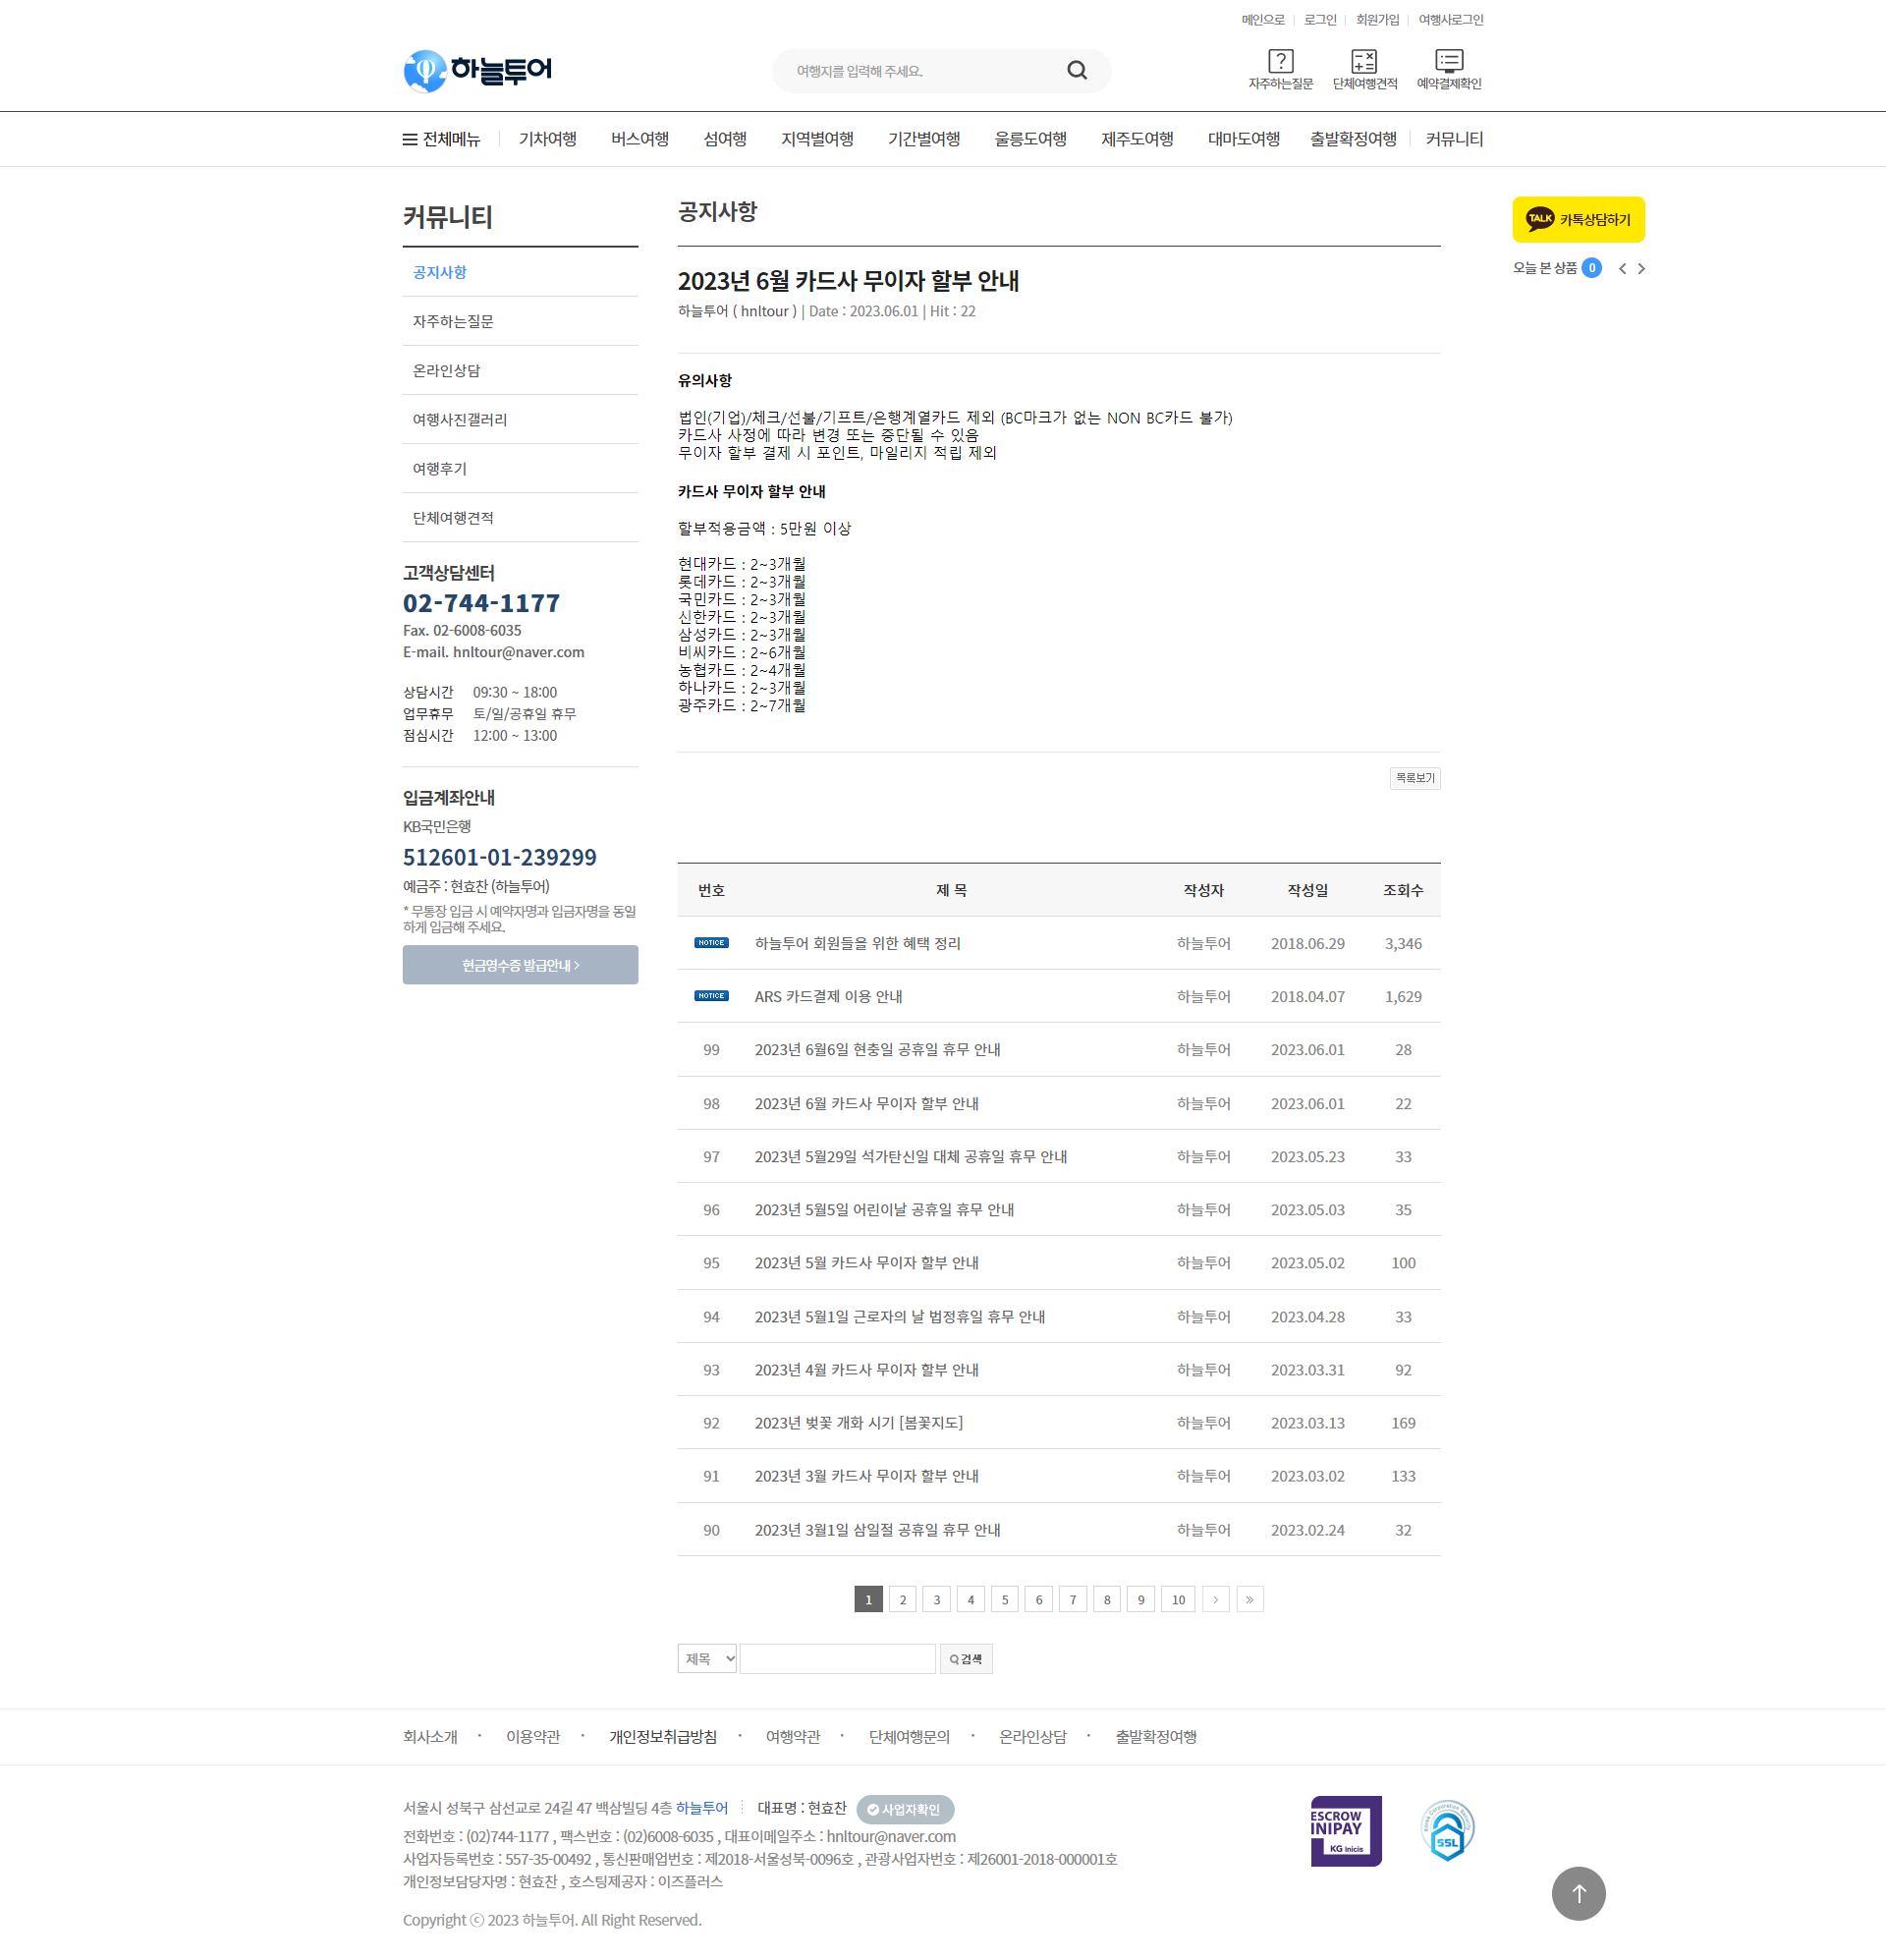 메인으로
로그인
회원가입
여행사로그인
하늘투어
여행지를 입력해 주세요.
자주하는질문
단체여행견적
예약결제확인
전체메뉴
기차여행
버스여행
섬여행
지역별여행
기간별여행
울릉도여행
제주도여행
대마도여행
출발확정여행
커뮤니티
커뮤니티
공지사항
자주하는질문
온라인상담
여행사진갤러리
여행후기
단체여행견적
고객상담센터
02-744-1177
Fax. 02-6008-6035
E-mail. hnltour@naver.com
상담시간 09:30 ~ 18:00
업무휴무 토/일/공휴일 휴무
점심시간 12:00 ~ 13:00
입금계좌안내
KB국민은행
512601-01-239299
예금주 : 현효찬 (하늘투어)
* 무통장 입금 시 예약자명과 입금자명을 동일
하게 입금해 주세요.
현금영수증 발급안내 >
공지사항
2023년 6월 카드사 무이자 할부 안내
하늘투어 ( hnltour ) | Date : 2023.06.01 | Hit : 22
유의사항
법인(기업)/체크/선불/기프트/은행계열카드 제외 (BC마크가 없는 NON BC카드 불가)
카드사 사정에 따라 변경 또는 중단될 수 있음
무이자 할부 결제 시 포인트, 마일리지 적립 제외
카드사 무이자 할부 안내
할부적용금액 : 5만원 이상
현대카드 : 2~3개월
롯데카드 : 2~3개월
국민카드 : 2~3개월
신한카드 : 2~3개월
삼성카드 : 2~3개월
비씨카드 : 2~6개월
농협카드 : 2~4개월
하나카드 : 2~3개월
광주카드 : 2~7개월
목록보기
번호 제 목 작성자 작성일 조회수
NOTICE 하늘투어 회원들을 위한 혜택 정리 하늘투어 2018.06.29 3,346
NOTICE ARS 카드결제 이용 안내 하늘투어 2018.04.07 1,629
99 2023년 6월6일 현충일 공휴일 휴무 안내 하늘투어 2023.06.01 28
98 2023년 6월 카드사 무이자 할부 안내 하늘투어 2023.06.01 22
97 2023년 5월29일 석가탄신일 대체 공휴일 휴무 안내 하늘투어 2023.05.23 33
96 2023년 5월5일 어린이날 공휴일 휴무 안내 하늘투어 2023.05.03 35
95 2023년 5월 카드사 무이자 할부 안내 하늘투어 2023.05.02 100
94 2023년 5월1일 근로자의 날 법정휴일 휴무 안내 하늘투어 2023.04.28 33
93 2023년 4월 카드사 무이자 할부 안내 하늘투어 2023.03.31 92
92 2023년 벚꽃 개화 시기 [봄꽃지도] 하늘투어 2023.03.13 169
91 2023년 3월 카드사 무이자 할부 안내 하늘투어 2023.03.02 133
90 2023년 3월1일 삼일절 공휴일 휴무 안내 하늘투어 2023.02.24 32
1 2 3 4 5 6 7 8 9 10 > »
제목
검색
TALK 카톡상담하기
오늘 본 상품 0 < >
회사소개 · 이용약관 · 개인정보취급방침 · 여행약관 · 단체여행문의 · 온라인상담 · 출발확정여행
서울시 성북구 삼선교로 24길 47 백삼빌딩 4층 하늘투어 대표명 : 현효찬 사업자확인
전화번호 : (02)744-1177 , 팩스번호 : (02)6008-6035 , 대표이메일주소 : hnltour@naver.com
사업자등록번호 : 557-35-00492 , 통신판매업번호 : 제2018-서울성북-0096호 , 관광사업자번호 : 제26001-2018-000001호
개인정보담당자명 : 현효찬 , 호스팅제공자 : 이즈플러스
Copyright ⓒ 2023 하늘투어. All Right Reserved.
ESCROW
INIPAY
KG Inicis
SSL